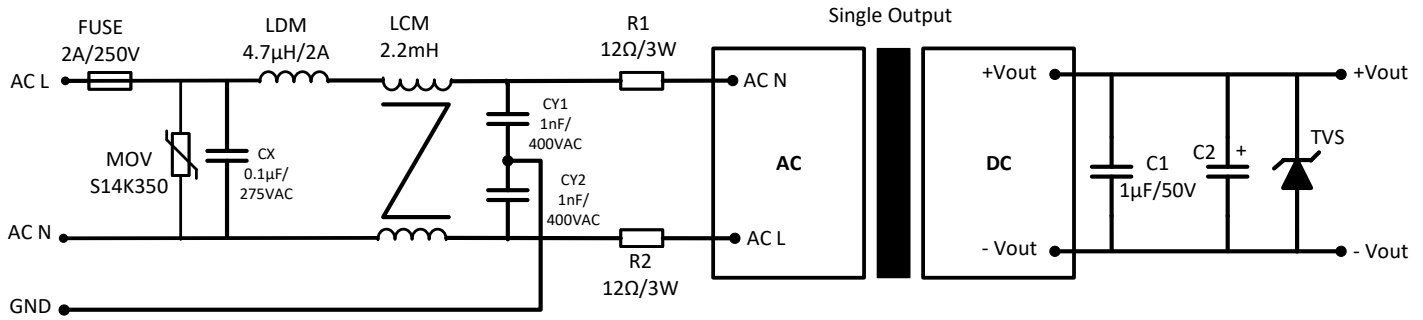 Single Output
FUSE
2A/250V
LDM
4.7µH/2A
LCM
2.2mH
R1
12Ω/3W
AC L
AC N
+Vout
+Vout
MOV
S14K350
CX
0.1µF/
275VAC
CY1
1nF/
400VAC
CY2
1nF/
400VAC
AC
DC
C1
1µF/50V
C2
+
TVS
AC N
AC L
- Vout
- Vout
R2
12Ω/3W
GND